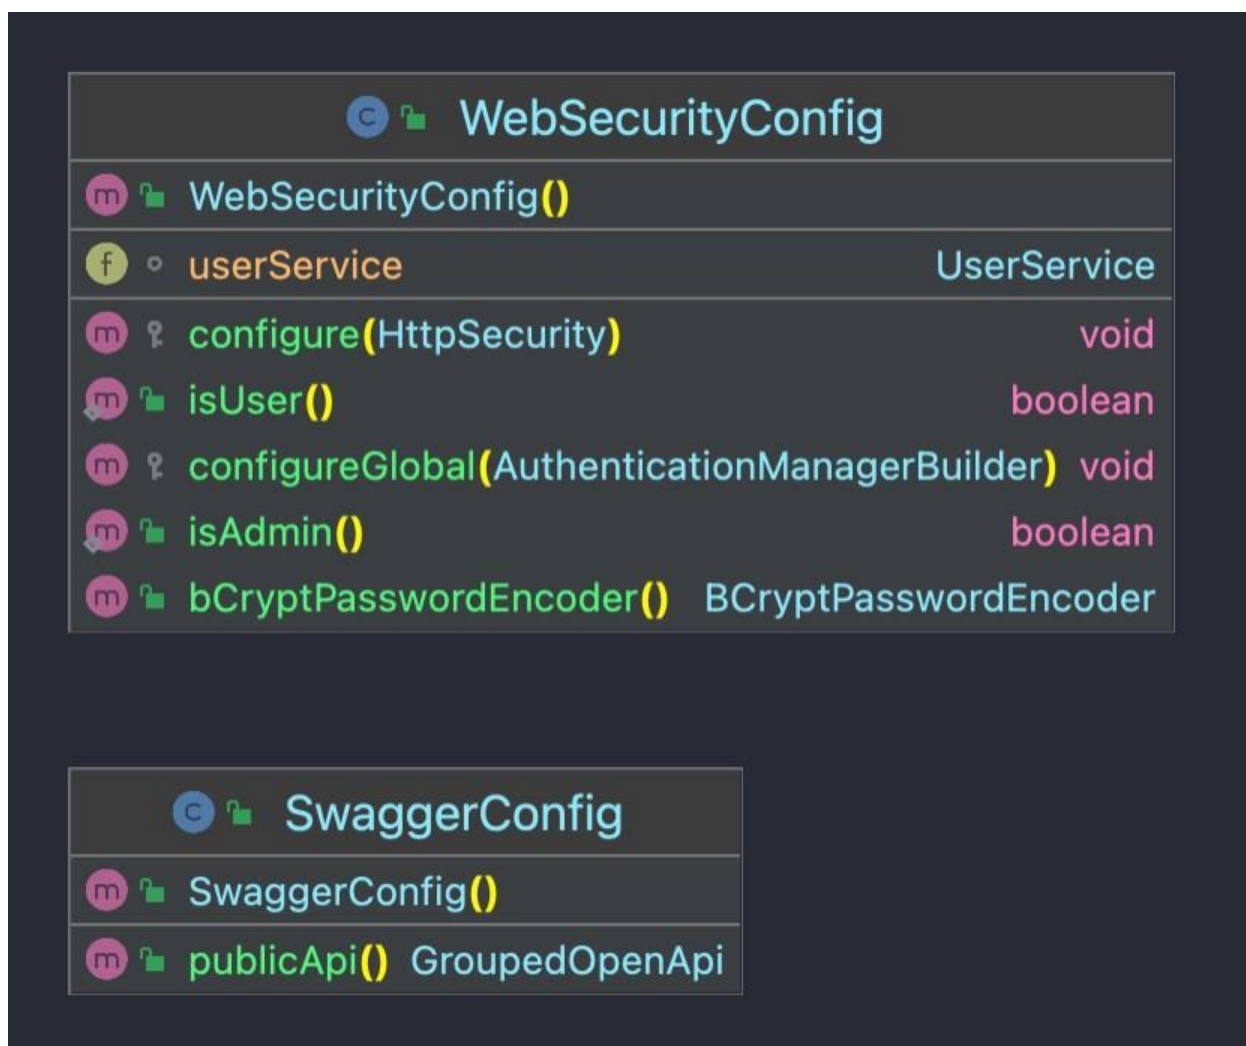 WebSecurityConfig
WebSecurityConfig()
userService UserService
configure(HttpSecurity) void
isUser() boolean
configureGlobal(AuthenticationManagerBuilder) void
isAdmin() boolean
bCryptPasswordEncoder() BCryptPasswordEncoder
SwaggerConfig
SwaggerConfig()
publicApi() GroupedOpenApi